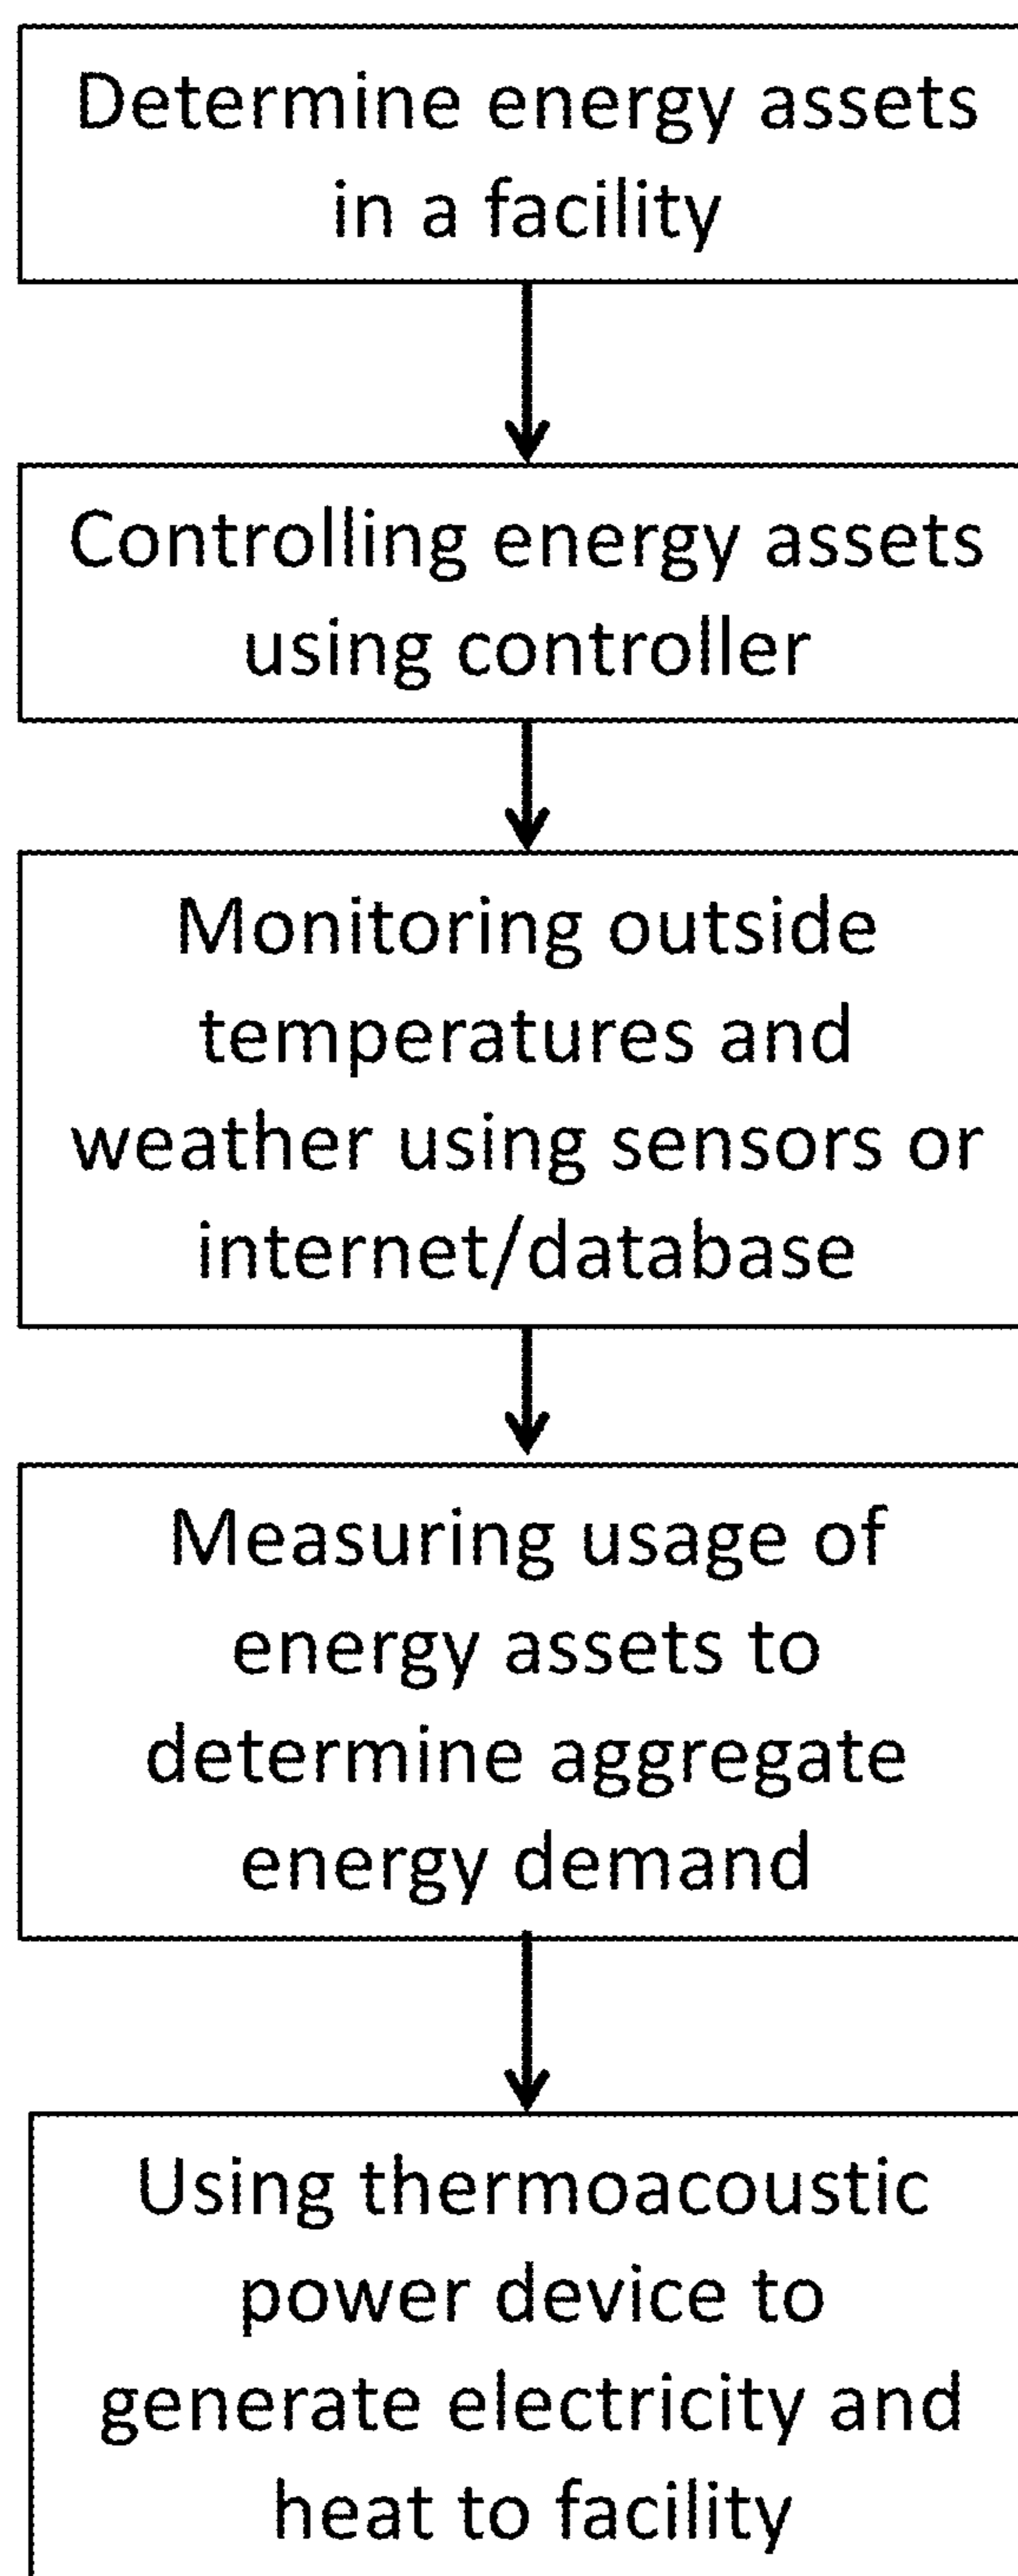 Determine energy assets
in a facility
Controlling energy assets
using controller
Monitoring outside
temperatures and
weather using sensors or
internet/database
Measuring usage of
energy assets to
determine aggregate
energy demand
Using thermoacoustic
power device to
generate electricity and
heat to facility